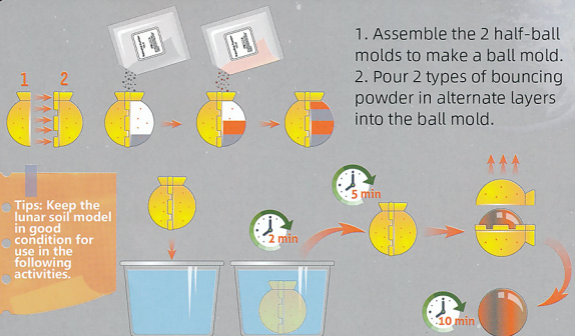 1. Assemble the 2 half-ball
molds to make a ball mold.
2. Pour 2 types of bouncing
powder in alternate layers
into the ball mold.
1 2
5 min
Tips: Keep the
lunar soil model
in good
condition for
use in the
following
activities.
2 min
10 min